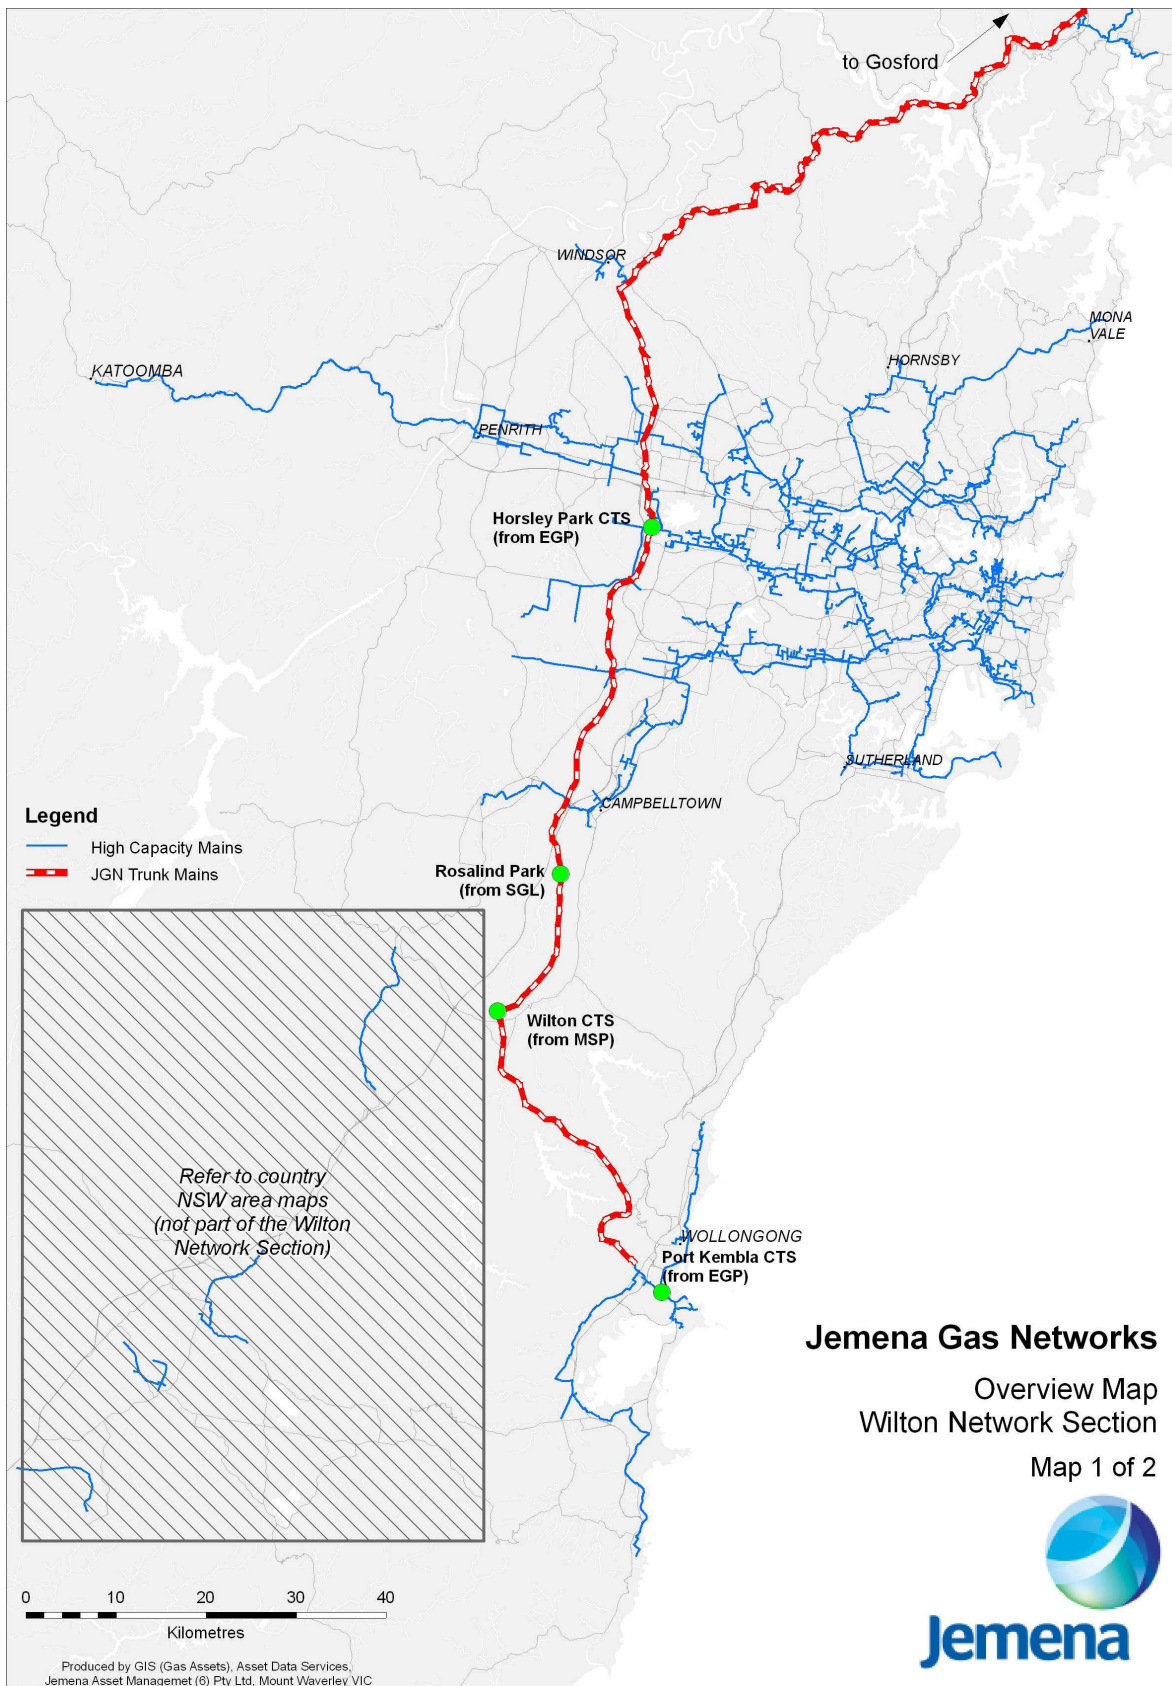 to Gosford
WINDSOR
MONA
VALE
HORNSBY
KATOOMBA
PENRITH
Horsley Park CTS
(from EGP)
SUTHERLAND
CAMPBELLTOWN
Legend
High Capacity Mains
JGN Trunk Mains
Rosalind Park
(from SGL)
Wilton CTS
(from MSP)
Refer to country
NSW area maps
(not part of the Wilton
Network Section)
WOLLONGONG
Port Kembla CTS
(from EGP)
Jemena Gas Networks
Overview Map
Wilton Network Section
Map 1 of 2
0 10 20 30 40
Kilometres
Jemena
Produced by GIS (Gas Assets), Asset Data Services,
Jemena Asset Managemet (6) Pty Ltd, Mount Waverley VIC